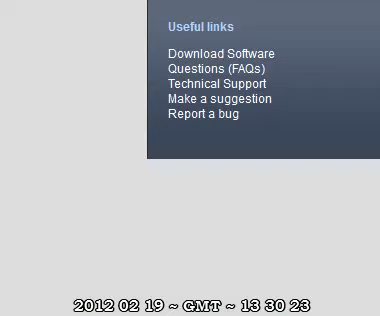 Useful links
Download Software
Questions (FAQs)
Technical Support
Make a suggestion
Report a bug
2012 02 19 ~ GMT ~ 13 30 23